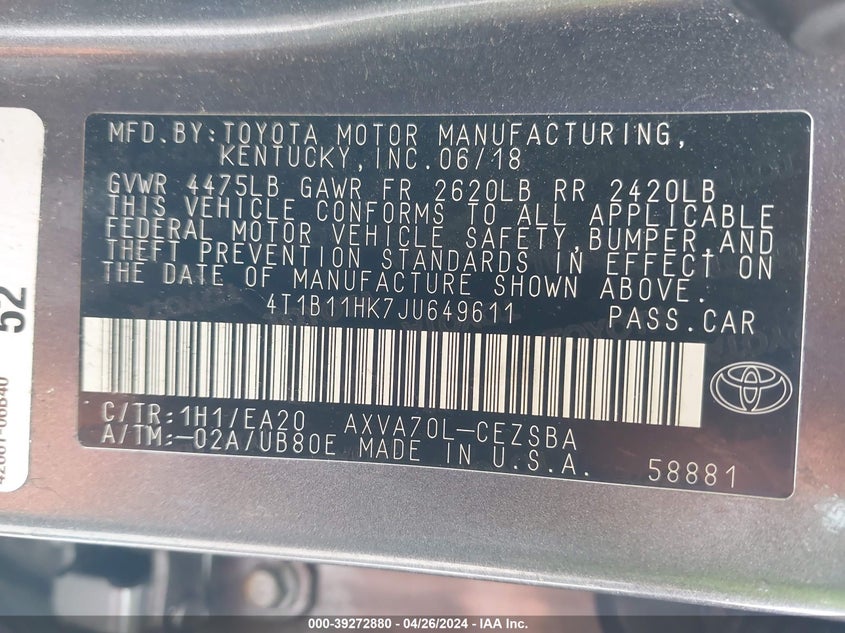 MFD.BY:TOYOTA MOTOR MANUFACTURING,
KENTUCKY,INC.06/18
GVWR 4475LB GAWR FR 2620LB RR 2420LB
THIS VEHICLE CONFORMS TO ALL APPLICABLE
FEDERAL MOTOR VEHICLE SAFETY,BUMPER,AND
THEFT PREVENTION STANDARDS IN EFFECT ON
THE DATE OF MANUFACTURE SHOWN ABOVE.
4T1B11HK7JU649611
PASS.CAR
C/TR:1H1/EA20 AXVA70L-CEZSBA
A/TM:-02A/UB80E MADE IN U.S.A.
58881
52
000-39272880 - 04/26/2024 - IAA Inc.